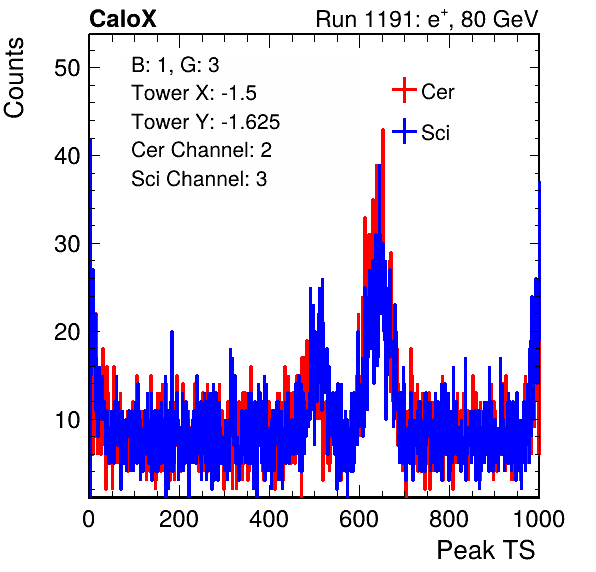 CaloX Run 1191: e⁺, 80 GeV
Counts
B: 1, G: 3
Tower X: -1.5
Tower Y: -1.625
Cer Channel: 2
Sci Channel: 3
Cer
Sci
50
40
30
20
10
0 200 400 600 800 1000
Peak TS